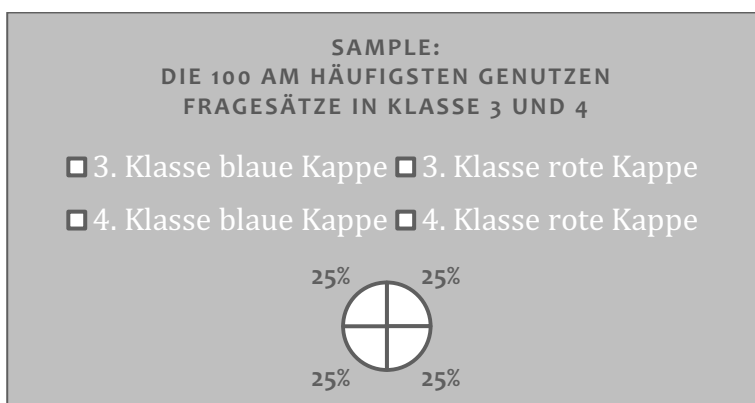 SAMPLE:
DIE 100 AM HÄUFIGSTEN GENUTZEN
FRAGESÄTZE IN KLASSE 3 UND 4
3. Klasse blaue Kappe 3. Klasse rote Kappe
4. Klasse blaue Kappe 4. Klasse rote Kappe
25% 25%
25% 25%